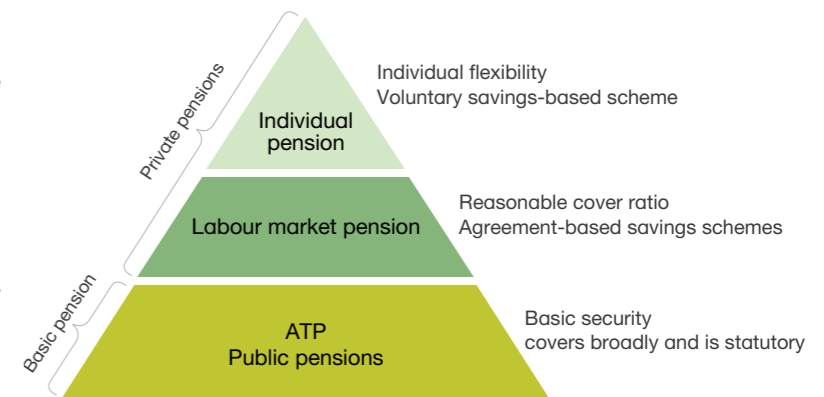 Private pensions
Individual
pension
Individual flexibility
Voluntary savings-based scheme
Labour market pension
Reasonable cover ratio
Agreement-based savings schemes
Basic pension
ATP
Public pensions
Basic security
covers broadly and is statutory